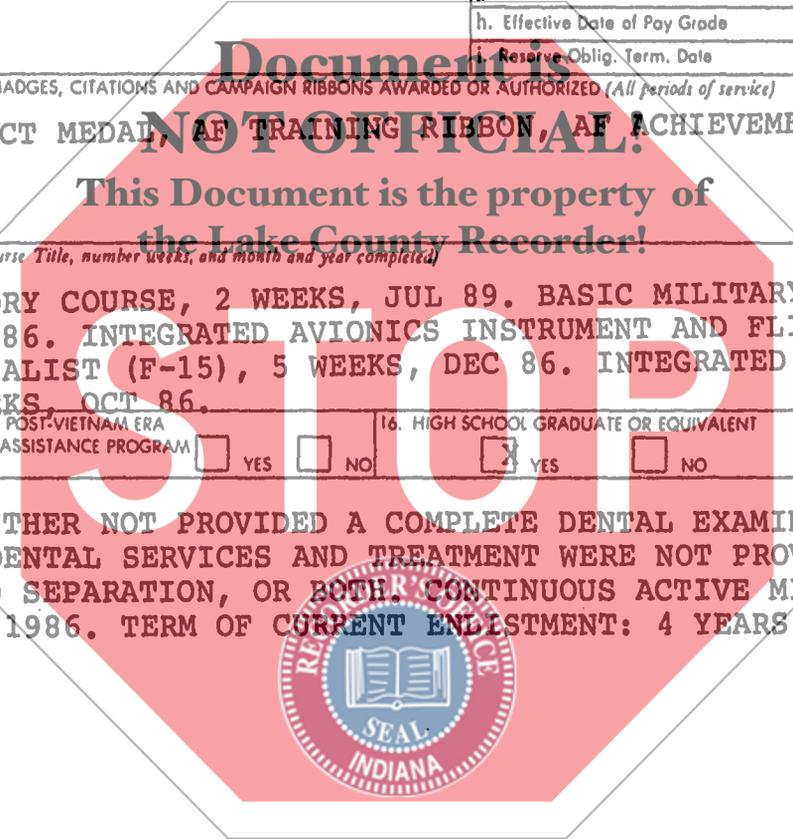 h. Effective Date of Pay Grade
Document is
i. Reserve Oblig. Term. Date
ADGES, CITATIONS AND CAMPAIGN RIBBONS AWARDED OR AUTHORIZED (All periods of service)
CT MEDAL, AF TRAINING RIBBON, AF ACHIEVEME
NOT OFFICIAL!
This Document is the property of
the Lake County Recorder!
urse Title, number weeks, and month and year completed)
ORY COURSE, 2 WEEKS, JUL 89. BASIC MILITARY
86. INTEGRATED AVIONICS INSTRUMENT AND FLI
ALIST (F-15), 5 WEEKS, DEC 86. INTEGRATED
KS, OCT 86.
POST-VIETNAM ERA
ASSISTANCE PROGRAM YES NO
16. HIGH SCHOOL GRADUATE OR EQUIVALENT
X YES NO
STOP
THER NOT PROVIDED A COMPLETE DENTAL EXAMI
DENTAL SERVICES AND TREATMENT WERE NOT PROV
SEPARATION, OR BOTH. CONTINUOUS ACTIVE MI
1986. TERM OF CURRENT ENLISTMENT: 4 YEARS
RECORDER'S OFFICE
SEAL
INDIANA